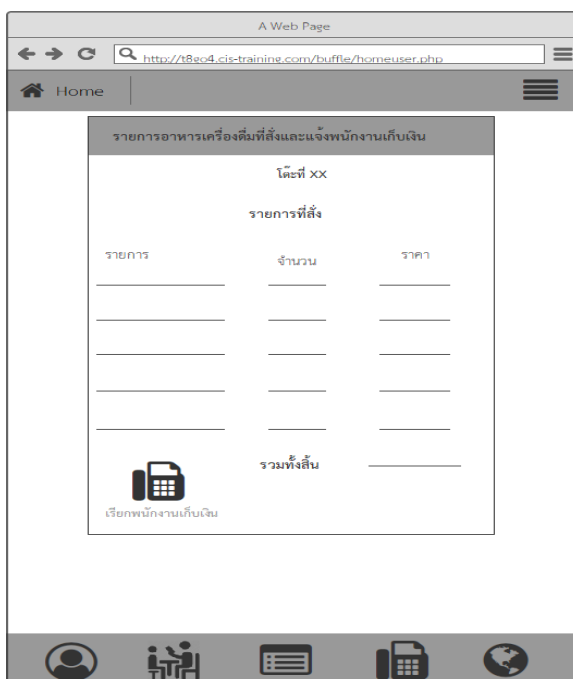 A Web Page
http://t8go4.cis-training.com/buffle/homeuser.php
Home
รายการอาหารเครื่องดื่มที่สั่งและแจ้งพนักงานเก็บเงิน
โต๊ะที่ XX
รายการที่สั่ง
รายการ จำนวน ราคา
รวมทั้งสิ้น
เรียกพนักงานเก็บเงิน